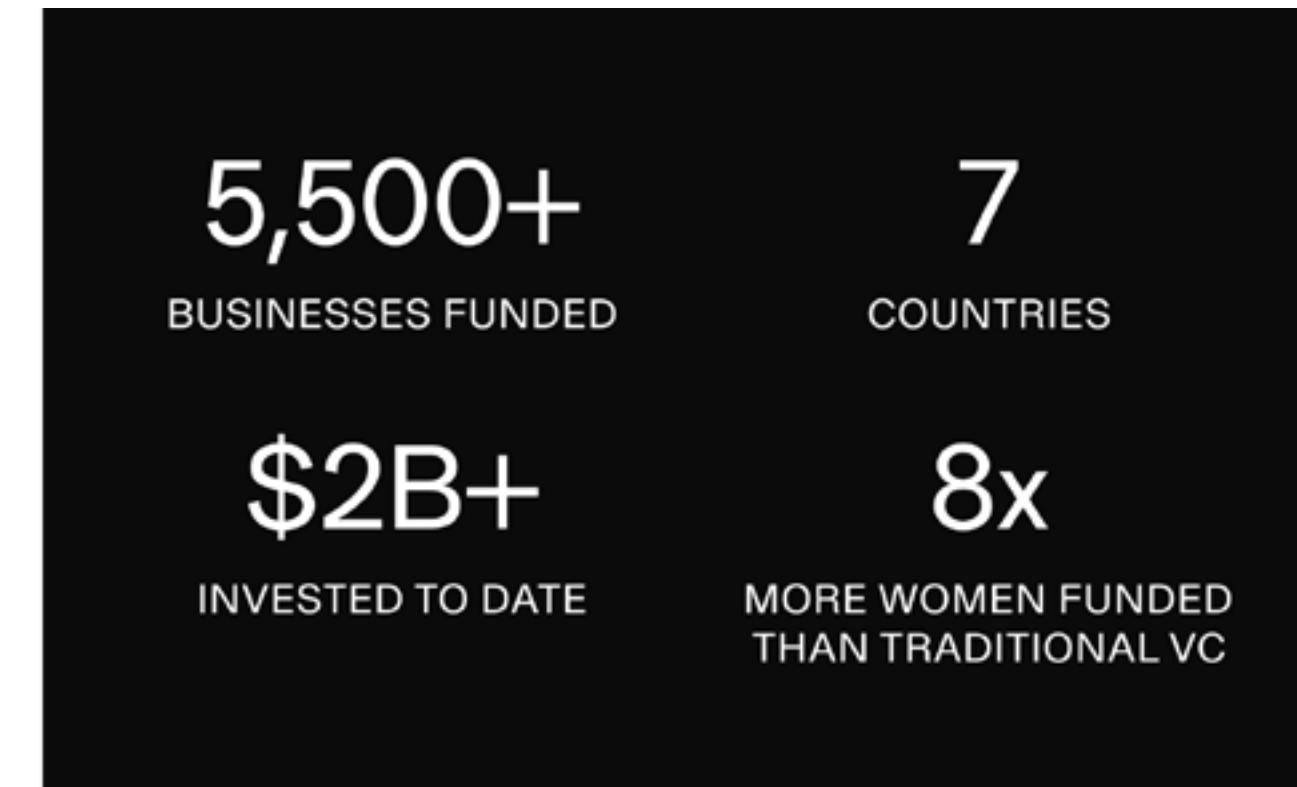 5,500+
BUSINESSES FUNDED
7
COUNTRIES
$2B+
INVESTED TO DATE
8x
MORE WOMEN FUNDED
THAN TRADITIONAL VC